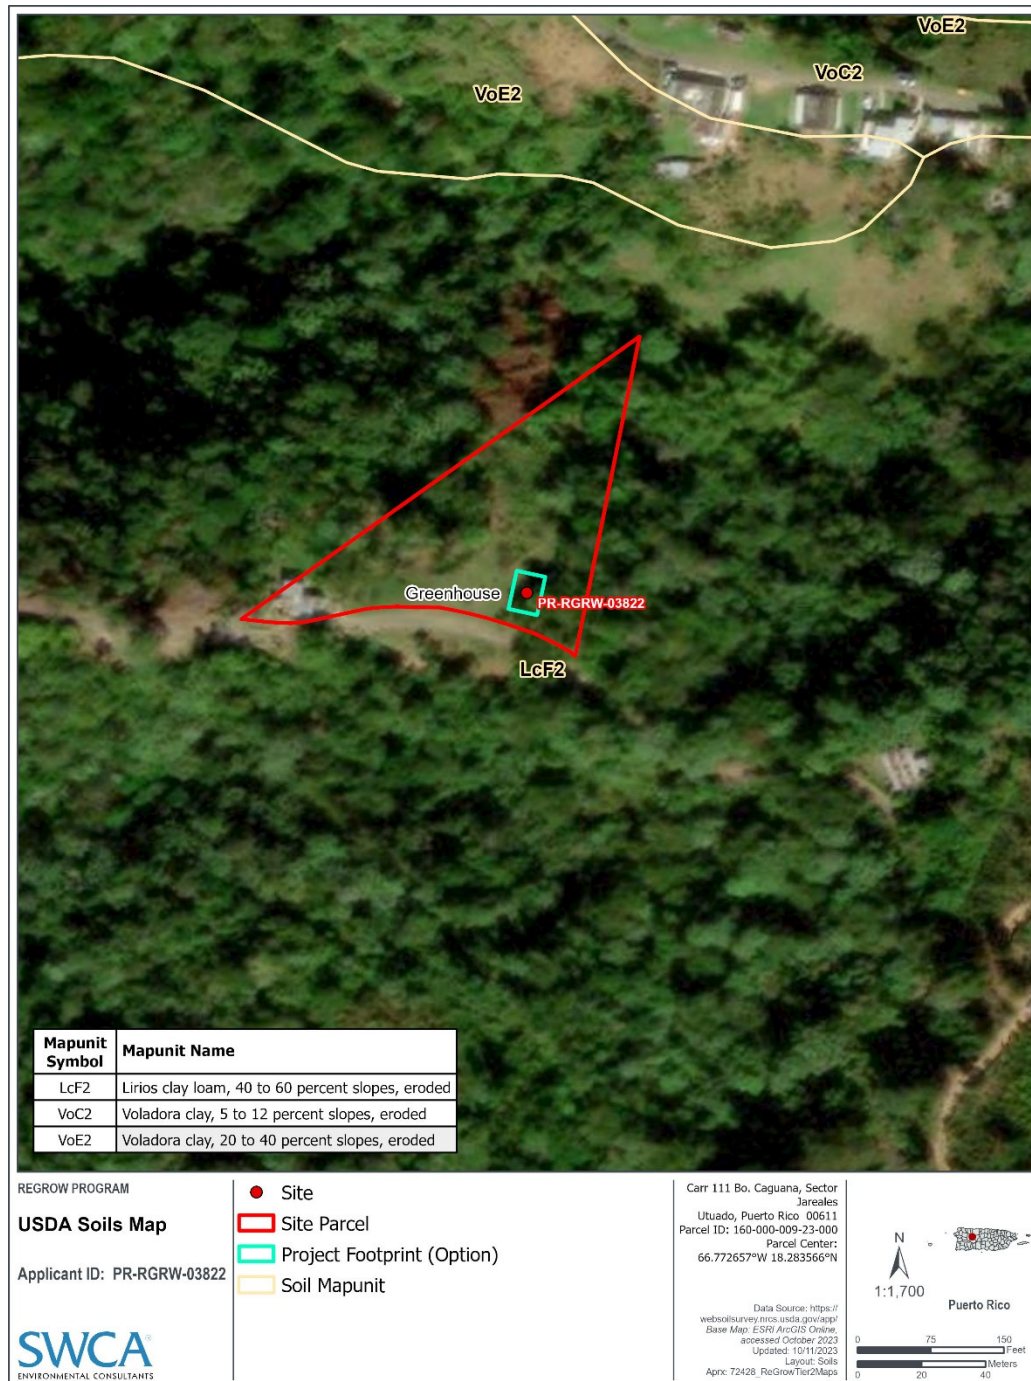 VoE2
VoC2
VoE2
Greenhouse
PR-RGRW-03822
LcF2
Mapunit Symbol Mapunit Name
LcF2 Lirios clay loam, 40 to 60 percent slopes, eroded
VoC2 Voladora clay, 5 to 12 percent slopes, eroded
VoE2 Voladora clay, 20 to 40 percent slopes, eroded
REGROW PROGRAM
USDA Soils Map
Applicant ID: PR-RGRW-03822
SWCA
ENVIRONMENTAL CONSULTANTS
Site
Site Parcel
Project Footprint (Option)
Soil Mapunit
Carr 111 Bo. Caguana, Sector
Jareales
Utuado, Puerto Rico 00611
Parcel ID: 160-000-009-23-000
Parcel Center:
66.772657°W 18.283566°N
Data Source: https://
websoilsurvey.nrcs.usda.gov/app/
Base Map: ESRI ArcGIS Online,
accessed October 2023
Updated: 10/11/2023
Layout: Soils
Aprx: 72428_ReGrowTier2Maps
N
1:1,700
Puerto Rico
0 75 150
Feet
Meters
0 20 40